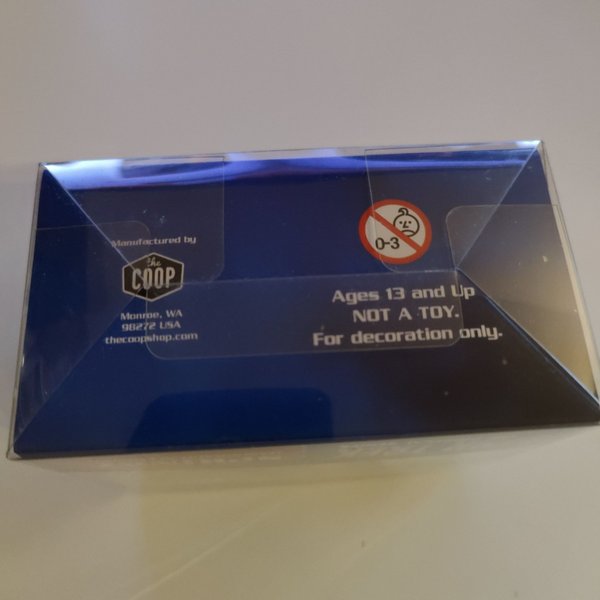 Manufactured by
the
COOP
Monroe, WA
98272 USA
thecoopshop.com
0-3
Ages 13 and Up
NOT A TOY.
For decoration only.